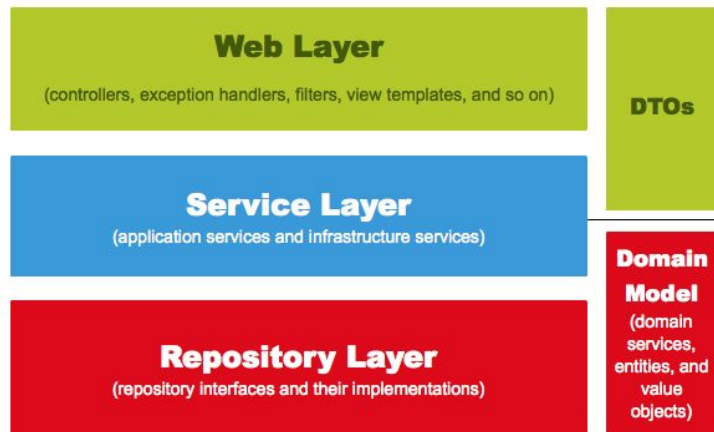 Web Layer
(controllers, exception handlers, filters, view templates, and so on)
DTOs
Service Layer
(application services and infrastructure services)
Repository Layer
(repository interfaces and their implementations)
Domain
Model
(domain
services,
entities, and
value
objects)